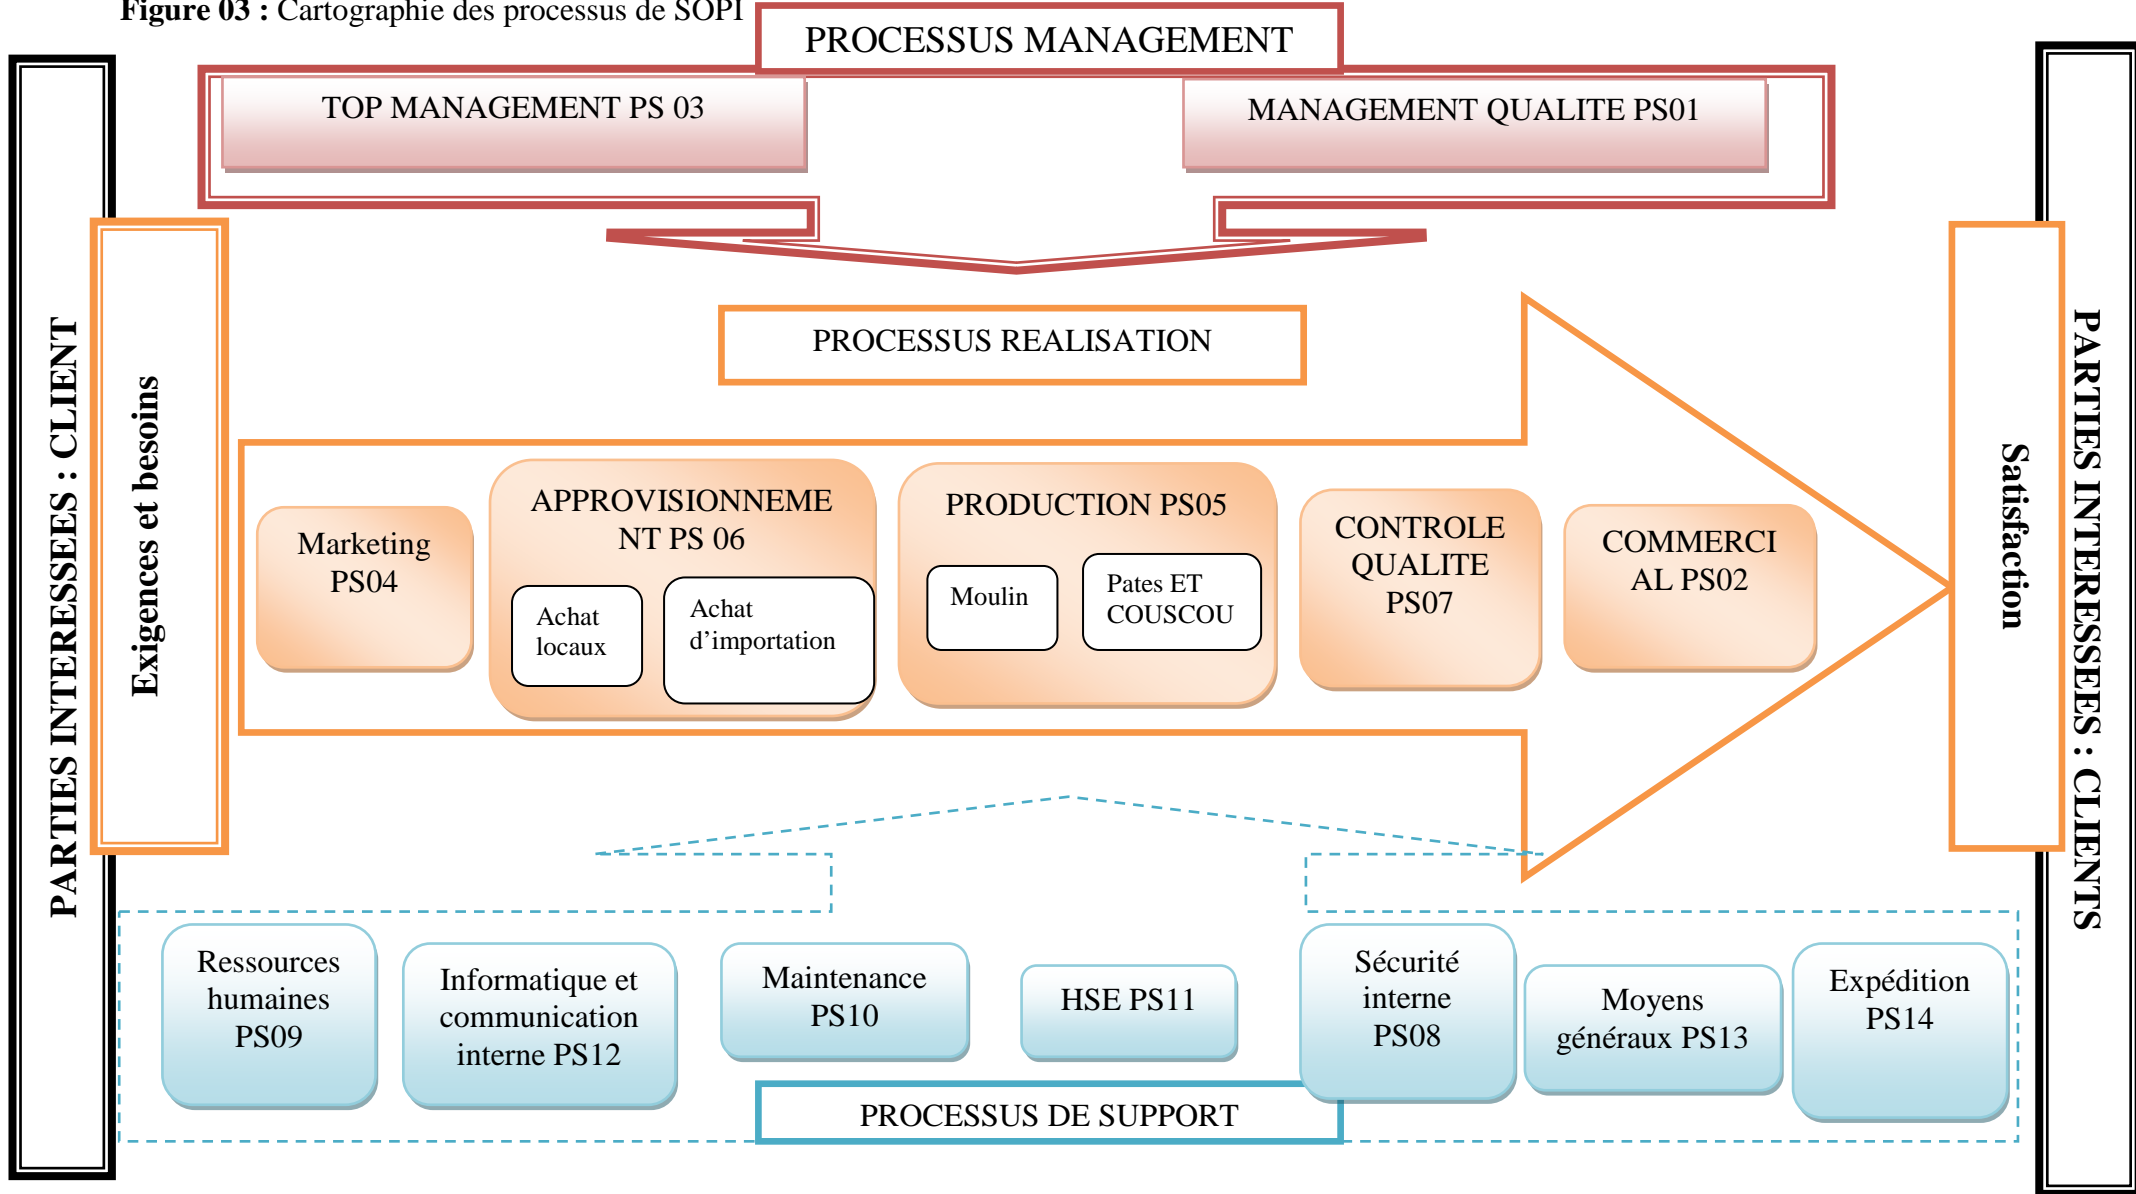 Figure 03 : Cartographie des processus de SOPI
PROCESSUS MANAGEMENT
TOP MANAGEMENT PS 03
MANAGEMENT QUALITE PS01
PARTIES INTERESSEES : CLIENT
Exigences et besoins
PROCESSUS REALISATION
Marketing
PS04
APPROVISIONNEME
NT PS 06
Achat
locaux
Achat
d’importation
PRODUCTION PS05
Moulin
Pates ET
COUSCOU
CONTROLE
QUALITE
PS07
COMMERCI
AL PS02
Satisfaction
PARTIES INTERESSEES : CLIENTS
Ressources
humaines
PS09
Informatique et
communication
interne PS12
Maintenance
PS10
HSE PS11
Sécurité
interne
PS08
Moyens
généraux PS13
Expédition
PS14
PROCESSUS DE SUPPORT